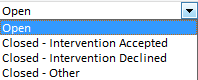 Open
Open
Closed - Intervention Accepted
Closed - Intervention Declined
Closed - Other